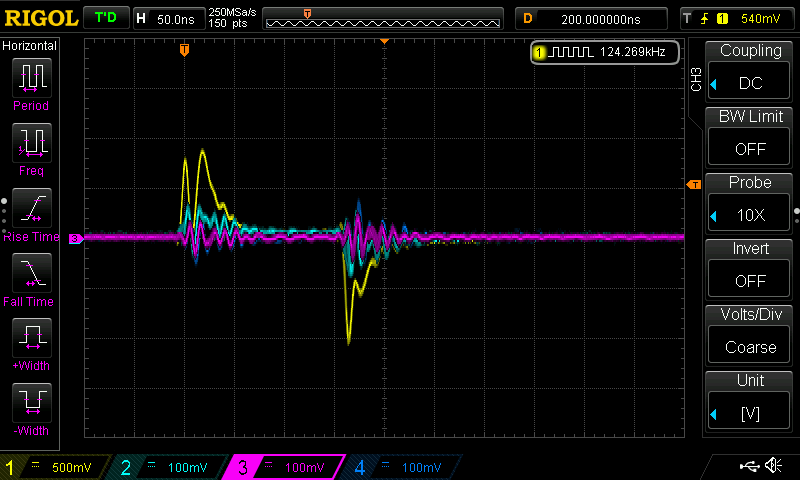 RIGOL T'D H 50.0ns 250MSa/s 150 pts T D 200.000000ns T 1 540mV
Horizontal
Period
Freq
Rise Time
Fall Time
+Width
-Width
T
1 124.269kHz
T
3
CH3
Coupling
DC
BW Limit
OFF
Probe
10X
Invert
OFF
Volts/Div
Coarse
Unit
[V]
1 500mV 2 100mV 3 100mV 4 100mV